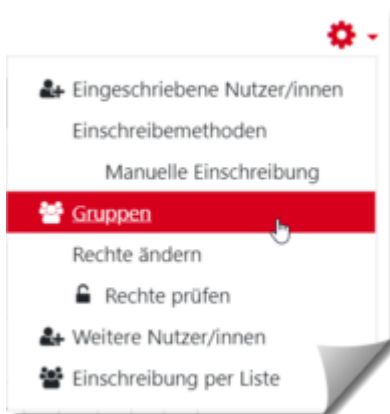 Eingeschriebene Nutzer/innen
Einschreibemethoden
Manuelle Einschreibung
Gruppen
Rechte ändern
Rechte prüfen
Weitere Nutzer/innen
Einschreibung per Liste